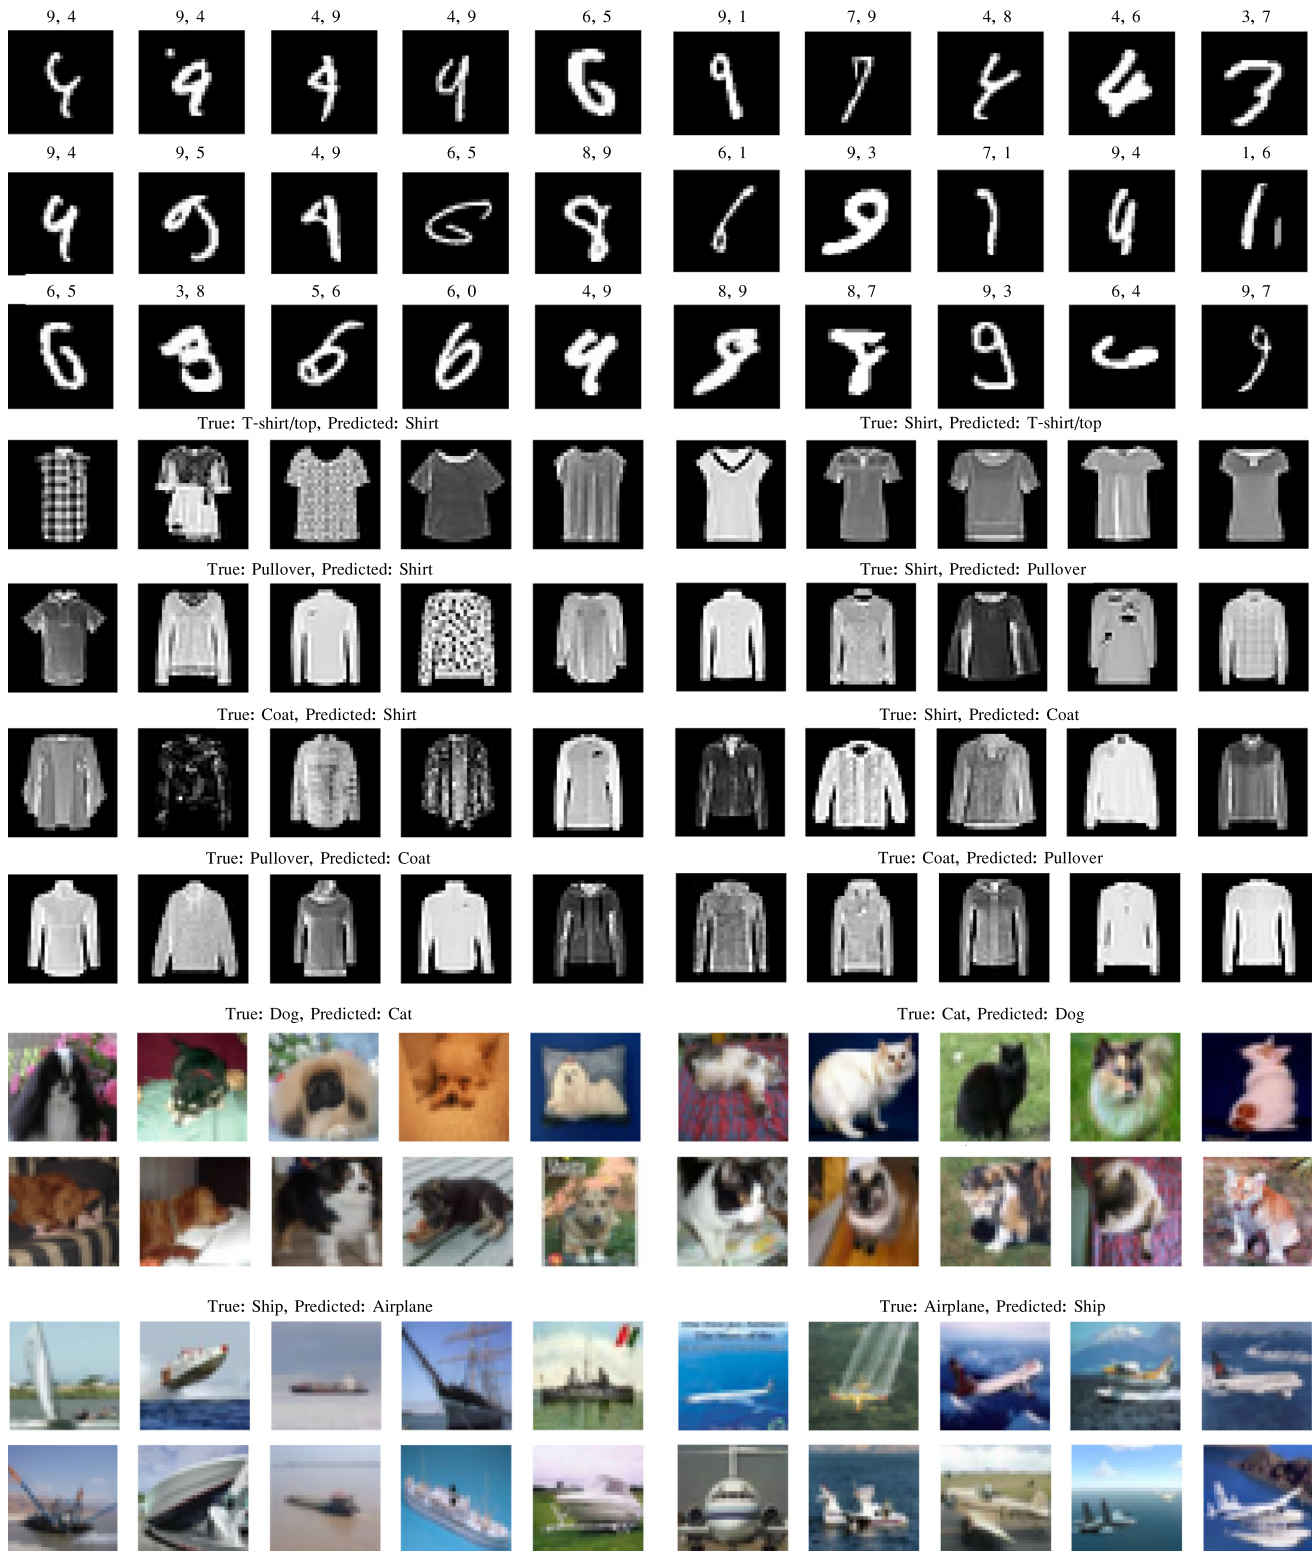 9, 4 9, 4 4, 9 4, 9 6, 5 9, 1 7, 9 4, 8 4, 6 3, 7
9, 4 9, 5 4, 9 6, 5 8, 9 6, 1 9, 3 7, 1 9, 4 1, 6
6, 5 3, 8 5, 6 6, 0 4, 9 8, 9 8, 7 9, 3 6, 4 9, 7
True: T-shirt/top, Predicted: Shirt True: Shirt, Predicted: T-shirt/top
True: Pullover, Predicted: Shirt True: Shirt, Predicted: Pullover
True: Coat, Predicted: Shirt True: Shirt, Predicted: Coat
True: Pullover, Predicted: Coat True: Coat, Predicted: Pullover
True: Dog, Predicted: Cat True: Cat, Predicted: Dog
True: Ship, Predicted: Airplane True: Airplane, Predicted: Ship